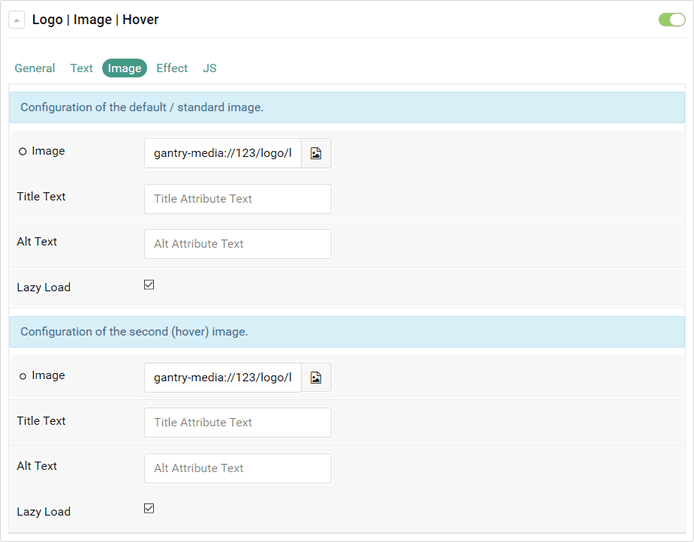 Logo | Image | Hover
General Text Image Effect JS
Configuration of the default / standard image.
Image gantry-media://123/logo/l
Title Text Title Attribute Text
Alt Text Alt Attribute Text
Lazy Load
Configuration of the second (hover) image.
Image gantry-media://123/logo/l
Title Text Title Attribute Text
Alt Text Alt Attribute Text
Lazy Load